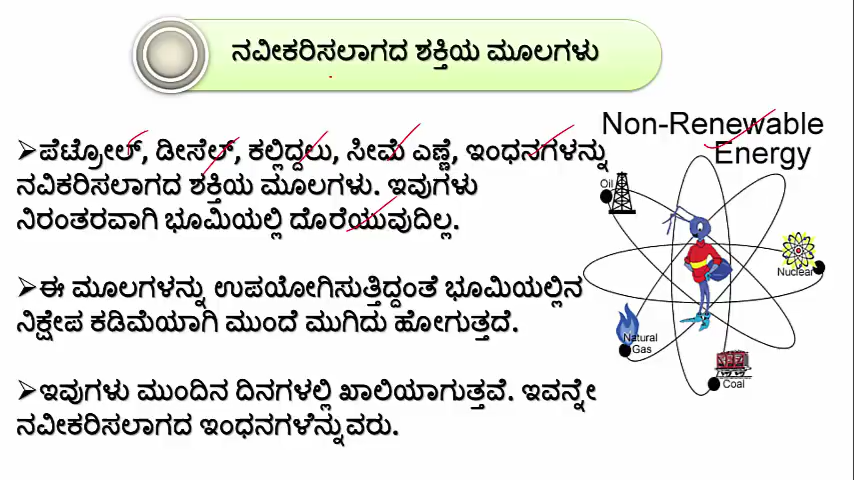 ನವೀಕರಿಸಲಾಗದ ಶಕ್ತಿಯ ಮೂಲಗಳು
➢ಪೆಟ್ರೋಲ್, ಡೀಸೆಲ್, ಕಲ್ಲಿದ್ದಲು, ಸೀಮೆ ಎಣ್ಣೆ, ಇಂಧನಗಳನ್ನು
ನವಿಕರಿಸಲಾಗದ ಶಕ್ತಿಯ ಮೂಲಗಳು. ಇವುಗಳು
ನಿರಂತರವಾಗಿ ಭೂಮಿಯಲ್ಲಿ ದೊರೆಯುವುದಿಲ್ಲ.
➢ಈ ಮೂಲಗಳನ್ನು ಉಪಯೋಗಿಸುತ್ತಿದ್ದಂತೆ ಭೂಮಿಯಲ್ಲಿನ
ನಿಕ್ಷೇಪ ಕಡಿಮೆಯಾಗಿ ಮುಂದೆ ಮುಗಿದು ಹೋಗುತ್ತದೆ.
➢ಇವುಗಳು ಮುಂದಿನ ದಿನಗಳಲ್ಲಿ ಖಾಲಿಯಾಗುತ್ತವೆ. ಇವನ್ನೇ
ನವೀಕರಿಸಲಾಗದ ಇಂಧನಗಳೆನ್ನುವರು.
Non-Renewable
Energy
Oil
Nuclear
Natural
Gas
Coal